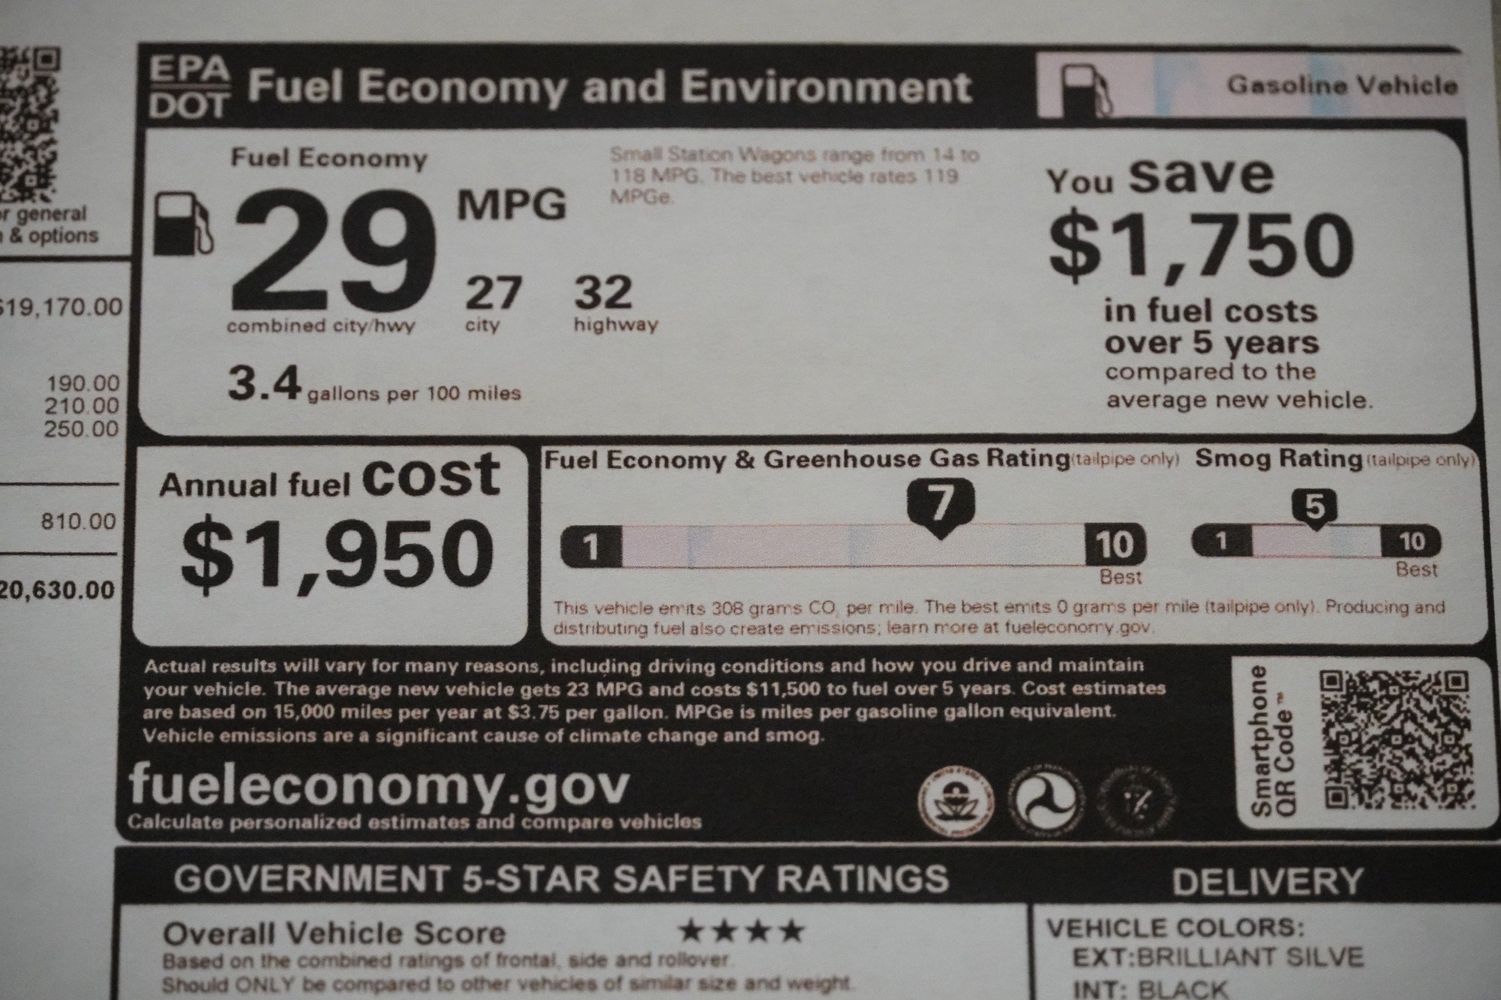 r general
& options
$19,170.00
190.00
210.00
250.00
810.00
20,630.00
EPA
DOT
Fuel Economy and Environment
Gasoline Vehicle
Fuel Economy
29 MPG
combined city/hwy
27
city
32
highway
3.4 gallons per 100 miles
Small Station Wagons range from 14 to
118 MPG. The best vehicle rates 119
MPGe.
You save
$1,750
in fuel costs
over 5 years
compared to the
average new vehicle.
Annual fuel cost
$1,950
Fuel Economy & Greenhouse Gas Rating (tailpipe only)
1
7
10
Best
Smog Rating (tailpipe only)
1
5
10
Best
This vehicle emits 308 grams CO2 per mile. The best emits 0 grams per mile (tailpipe only). Producing and
distributing fuel also create emissions; learn more at fueleconomy.gov.
Actual results will vary for many reasons, including driving conditions and how you drive and maintain
your vehicle. The average new vehicle gets 23 MPG and costs $11,500 to fuel over 5 years. Cost estimates
are based on 15,000 miles per year at $3.75 per gallon. MPGe is miles per gasoline gallon equivalent.
Vehicle emissions are a significant cause of climate change and smog.
fueleconomy.gov
Calculate personalized estimates and compare vehicles
Smartphone
QR Code™
GOVERNMENT 5-STAR SAFETY RATINGS
Overall Vehicle Score ★★★★
Based on the combined ratings of frontal, side and rollover.
Should ONLY be compared to other vehicles of similar size and weight.
DELIVERY
VEHICLE COLORS:
EXT:BRILLIANT SILVE
INT: BLACK